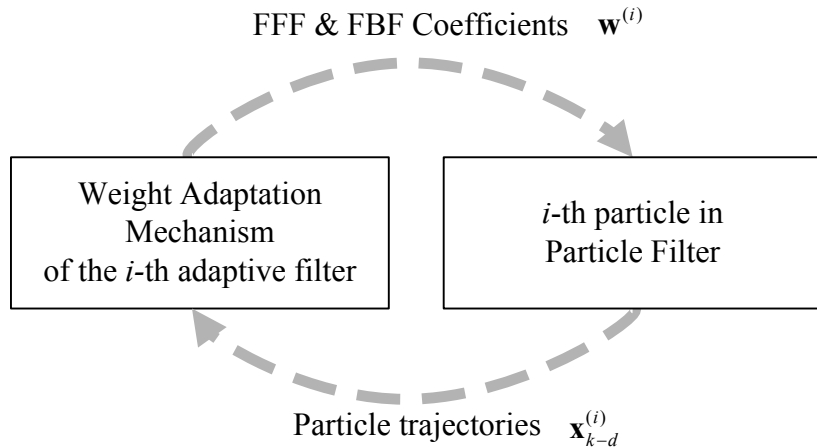 FFF & FBF Coefficients w^(i)
Weight Adaptation
Mechanism
of the i-th adaptive filter
i-th particle in
Particle Filter
Particle trajectories x_{k-d}^{(i)}